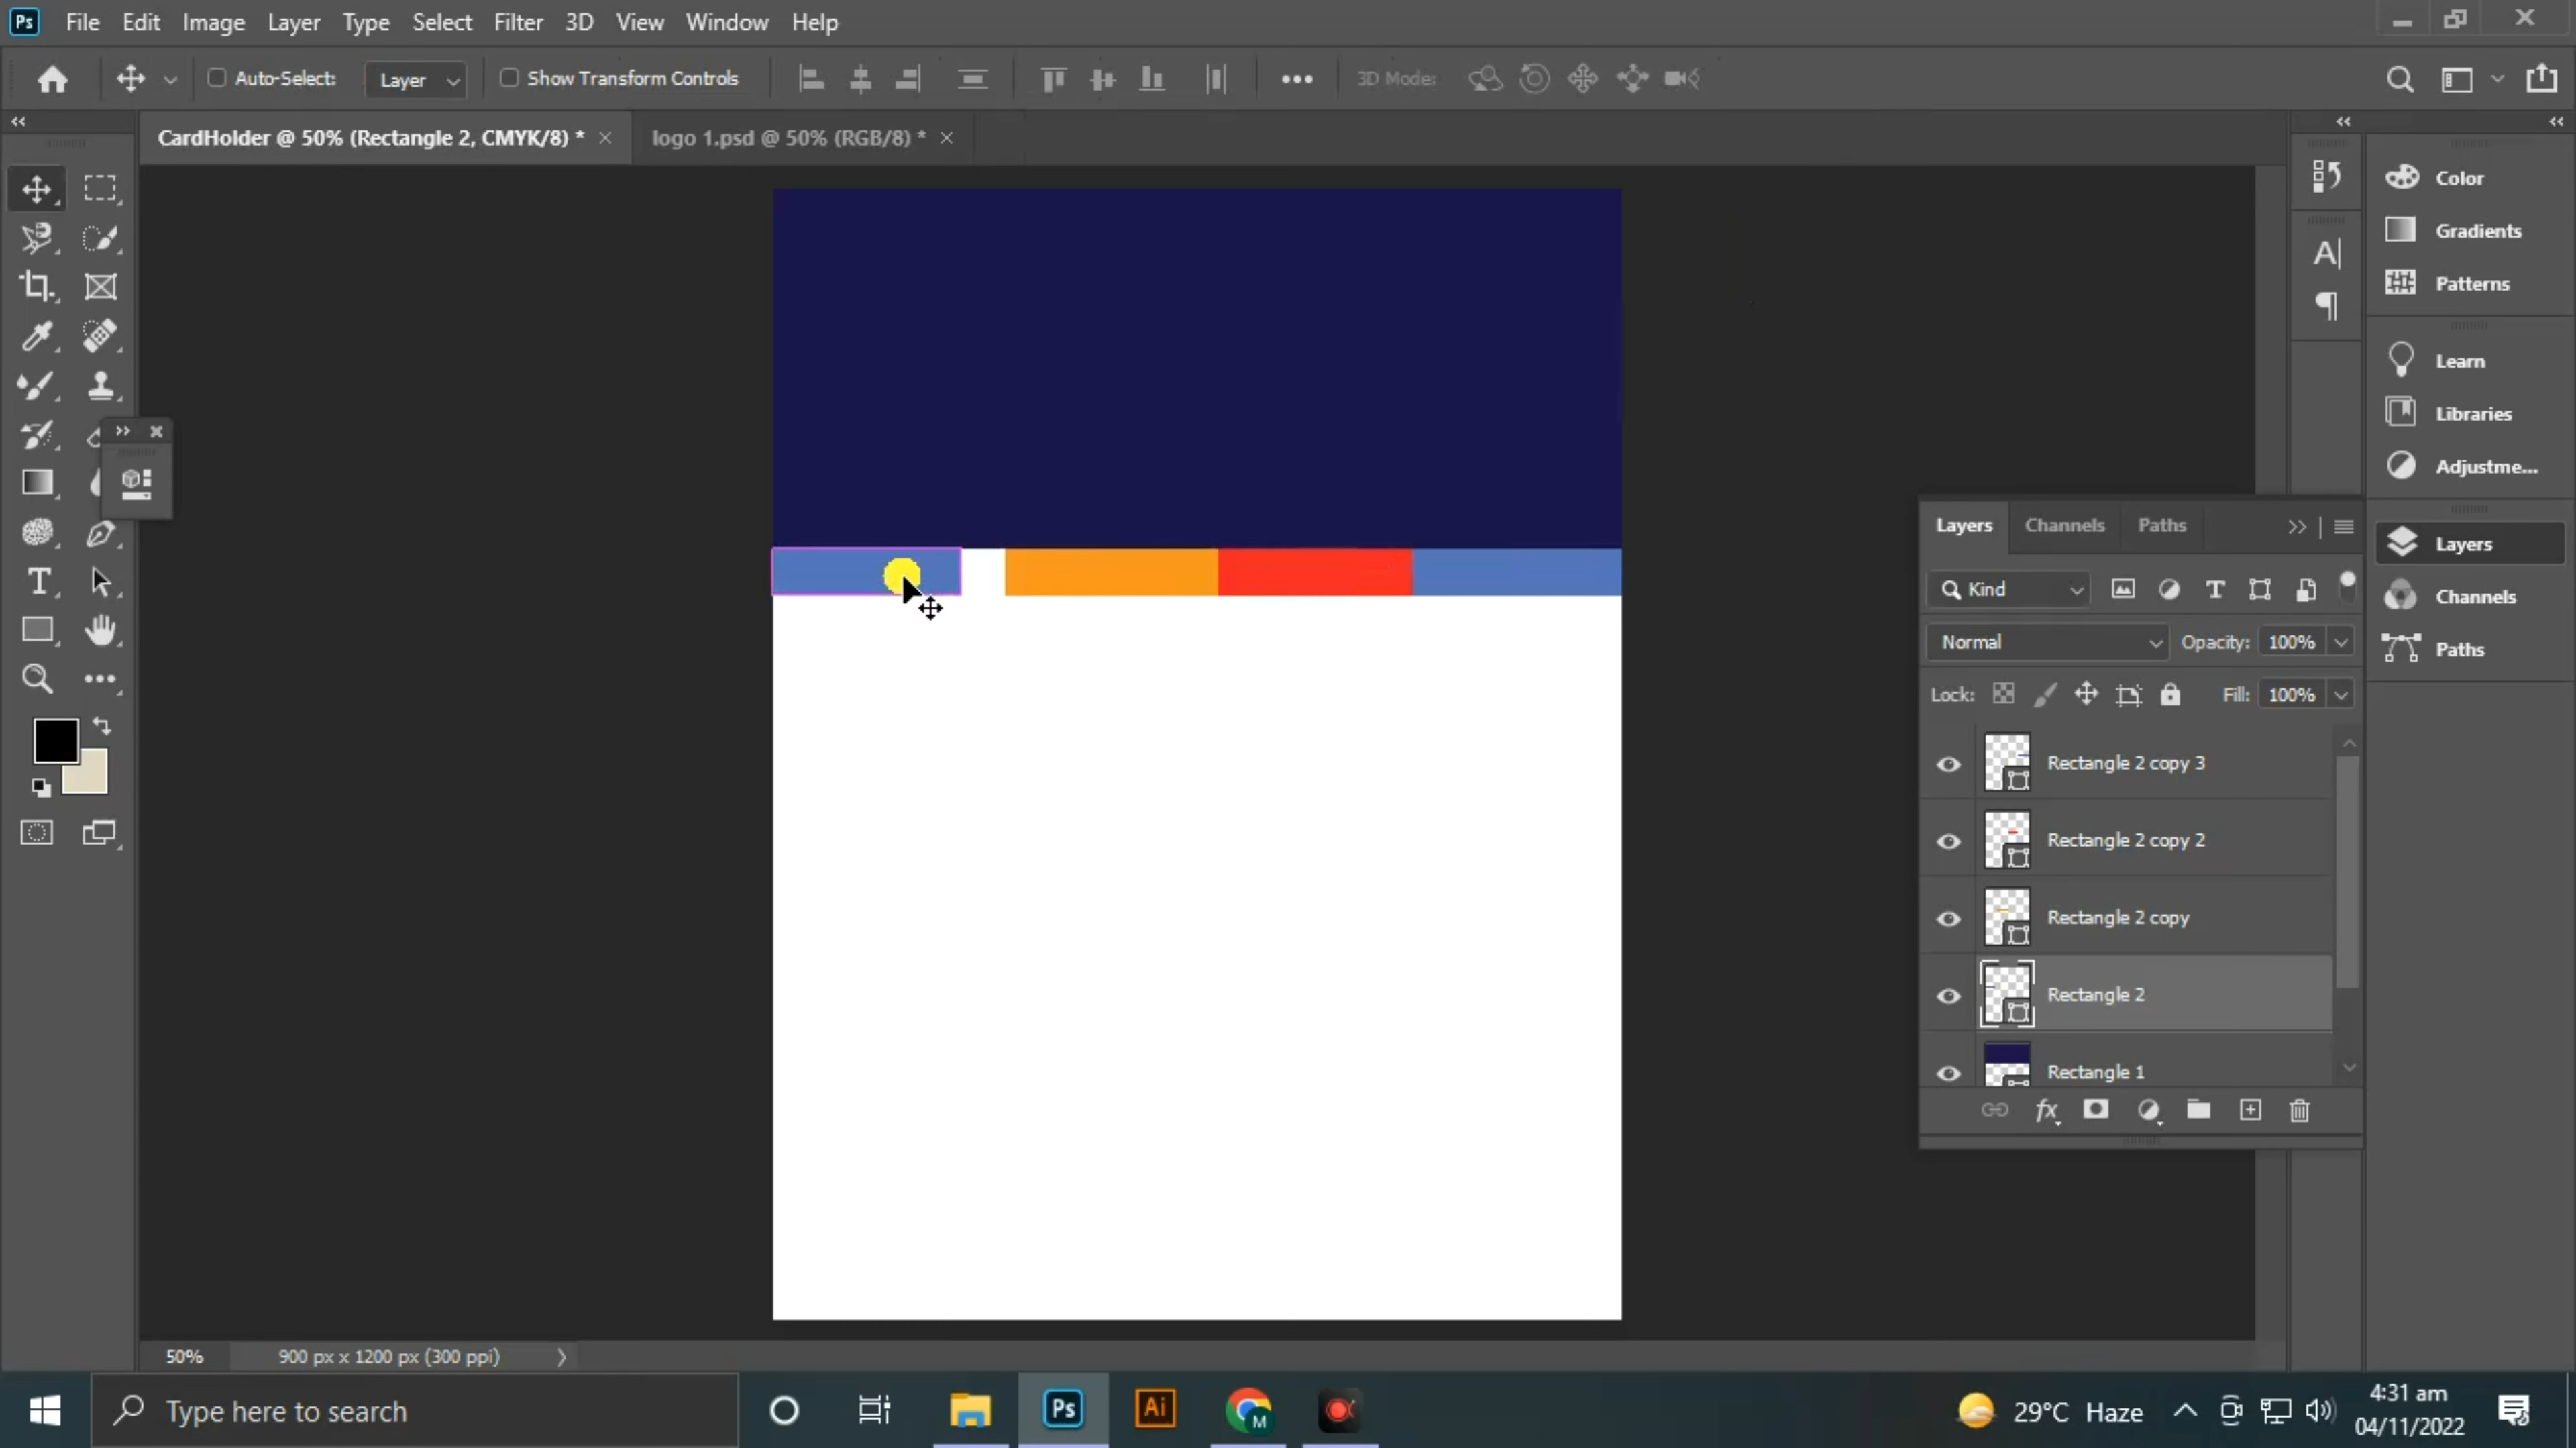 Ps File Edit Image Layer Type Select Filter 3D View Window Help
Auto-Select: Layer Show Transform Controls 3D Mode:
CardHolder @ 50% (Rectangle 2, CMYK/8) * × logo 1.psd @ 50% (RGB/8) * ×
Color
Gradients
Patterns
Learn
Libraries
Adjustme...
Layers
Channels
Paths
Layers Channels Paths
Kind
Normal Opacity: 100%
Lock: Fill: 100%
Rectangle 2 copy 3
Rectangle 2 copy 2
Rectangle 2 copy
Rectangle 2
Rectangle 1
fx
50% 900 px x 1200 px (300 ppi)
Type here to search
Ps Ai M
29°C Haze
4:31 am
04/11/2022